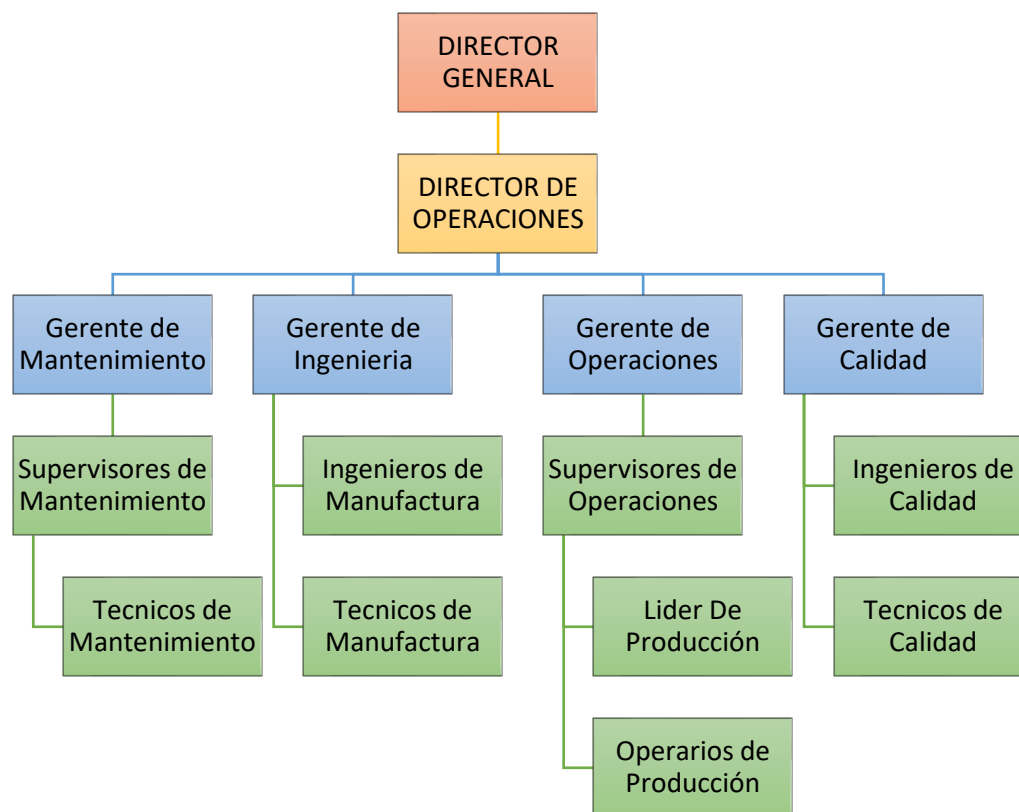 DIRECTOR
GENERAL
DIRECTOR DE
OPERACIONES
Gerente de
Mantenimiento
Gerente de
Ingenieria
Gerente de
Operaciones
Gerente de
Calidad
Supervisores de
Mantenimiento
Ingenieros de
Manufactura
Supervisores de
Operaciones
Ingenieros de
Calidad
Tecnicos de
Mantenimiento
Tecnicos de
Manufactura
Lider De
Producción
Tecnicos de
Calidad
Operarios de
Producción